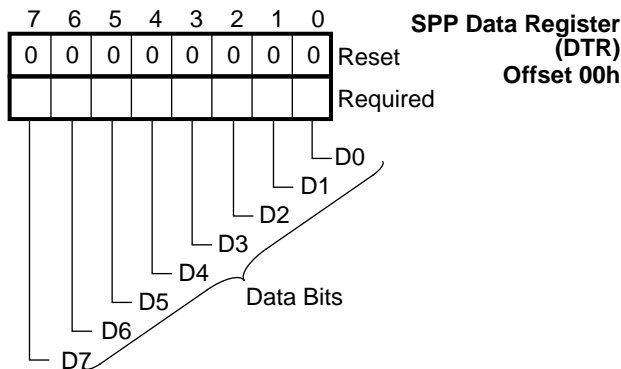 7 6 5 4 3 2 1 0
SPP Data Register
(DTR)
Offset 00h
0 0 0 0 0 0 0 0 Reset
Required
D0
D1
D2
D3
D4
D5
D6
D7
Data Bits